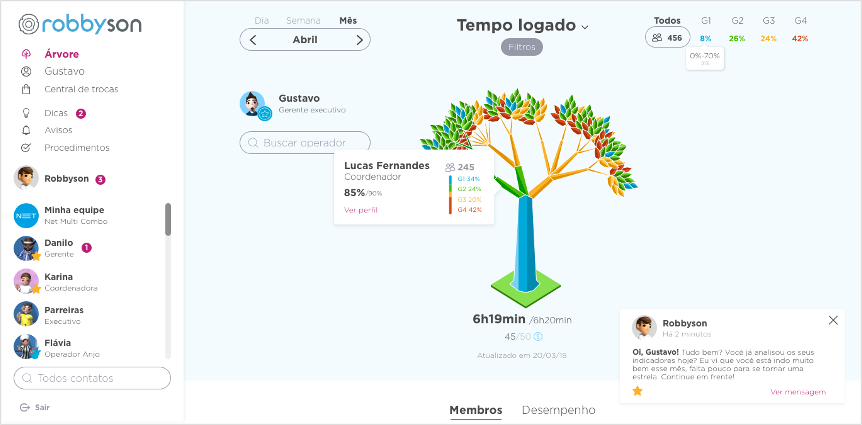 robbyson
Árvore
Gustavo
Central de trocas
Dicas 2
Avisos
Procedimentos
Robbyson 3
NET
Minha equipe
Net Multi Combo
Danilo 1
Gerente
Karina
Coordenadora
Parreiras
Executivo
Flávia
Operador Anjo
Todos contatos
Sair
Dia Semana Mês
Abril
Gustavo
Gerente executivo
Buscar operador
Tempo logado
Filtros
Todos G1 G2 G3 G4
456 8% 26% 24% 42%
0%-70%
Lucas Fernandes 245
Coordenador
85%/90%
Ver perfil
G1 34%
G2 24%
G3 20%
G4 42%
6h19min /6h20min
45/50
Atualizado em 20/03/18
Membros Desempenho
Robbyson
Há 2 minutos
Oi, Gustavo! Tudo bem? Você já analisou os seus
indicadores hoje? Eu vi que você está indo muito
bem esse mês, falta pouco para se tornar uma
estrela. Continue em frente!
Ver mensagem